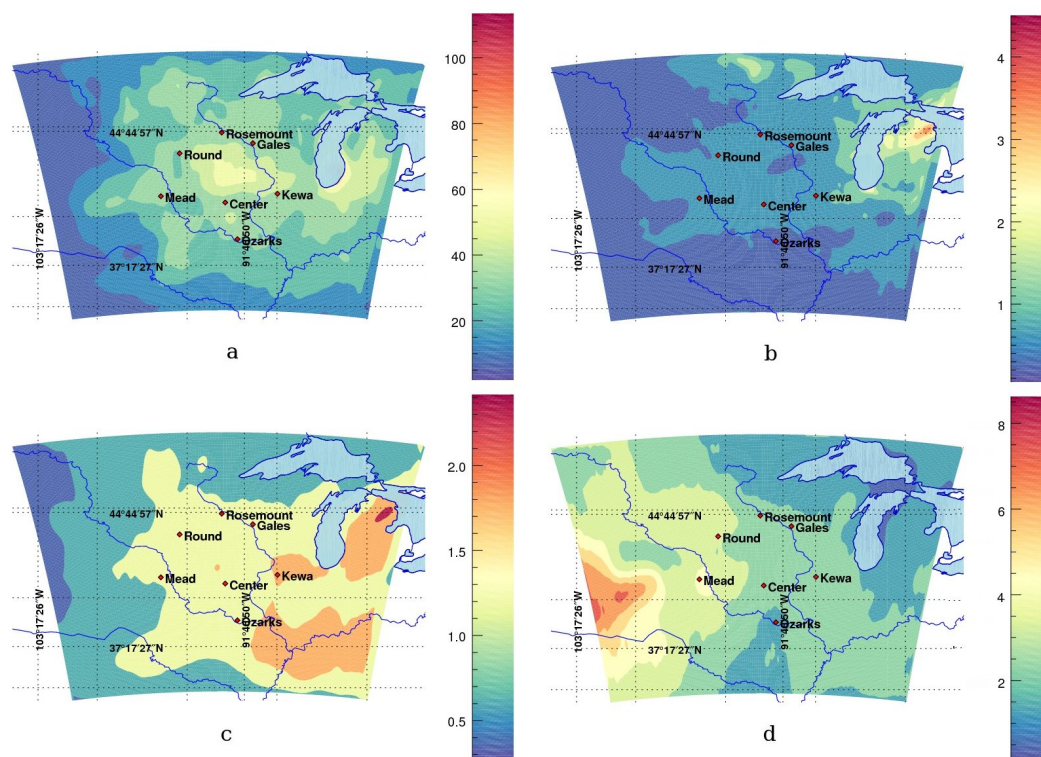 100
80
60
40
20
44°44'57"N
37°17'27"N
103°17'26"W
91°40'50"W
Rosemount
Gales
Round
Mead
Center
Kewa
Ozarks
a
4
3
2
1
44°44'57"N
37°17'27"N
103°17'26"W
91°40'50"W
Rosemount
Gales
Round
Mead
Center
Kewa
Ozarks
b
2.0
1.5
1.0
0.5
44°44'57"N
37°17'27"N
103°17'26"W
91°40'50"W
Rosemount
Gales
Round
Mead
Center
Kewa
Ozarks
c
8
6
4
2
44°44'57"N
37°17'27"N
103°17'26"W
91°40'50"W
Rosemount
Gales
Round
Mead
Center
Kewa
Ozarks
d